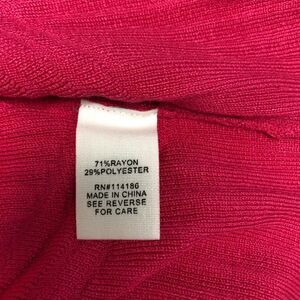 71%RAYON
29%POLYESTER
RN#114186
MADE IN CHINA
SEE REVERSE
FOR CARE